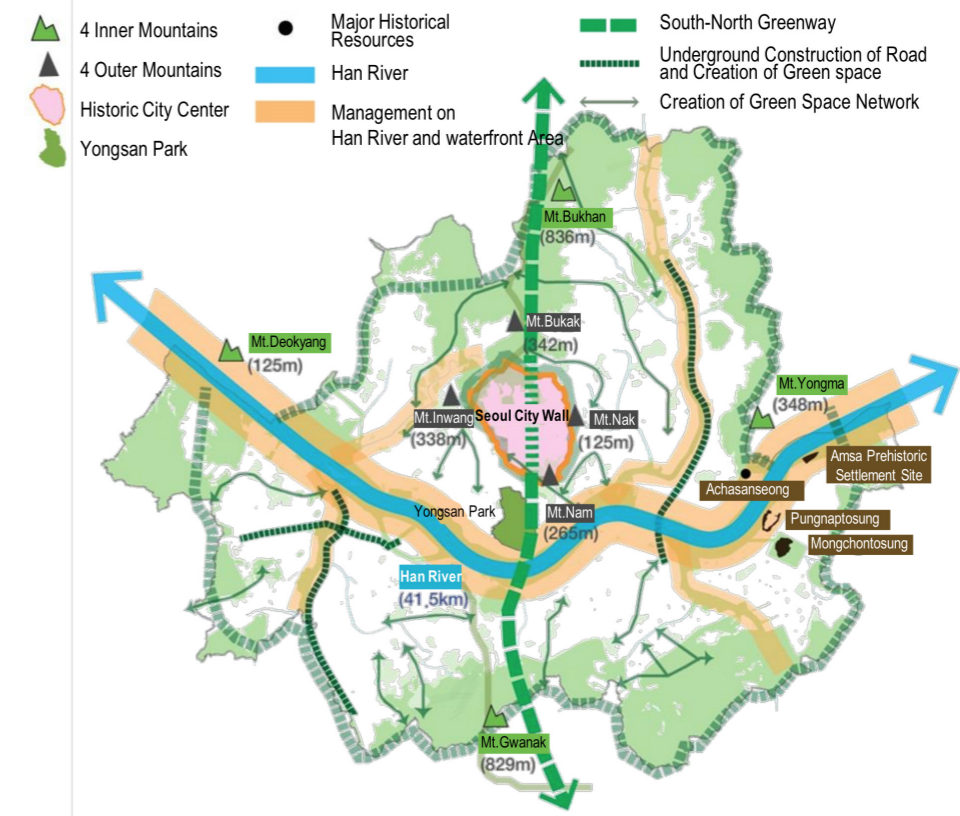 4 Inner Mountains
4 Outer Mountains
Historic City Center
Yongsan Park
Major Historical
Resources
Han River
Management on
Han River and waterfront Area
South-North Greenway
Underground Construction of Road
and Creation of Green space
Creation of Green Space Network
Mt.Bukhan
(836m)
Mt.Bukak
(342m)
Mt.Deokyang
(125m)
Mt.Yongma
(348m)
Mt.Inwang
(338m)
Seoul City Wall
Mt.Nak
(125m)
Amsa Prehistoric
Settlement Site
Achasanseong
Yongsan Park
Mt.Nam
(265m)
Pungnaptosung
Mongchontosung
Han River
(41.5km)
Mt.Gwanak
(829m)